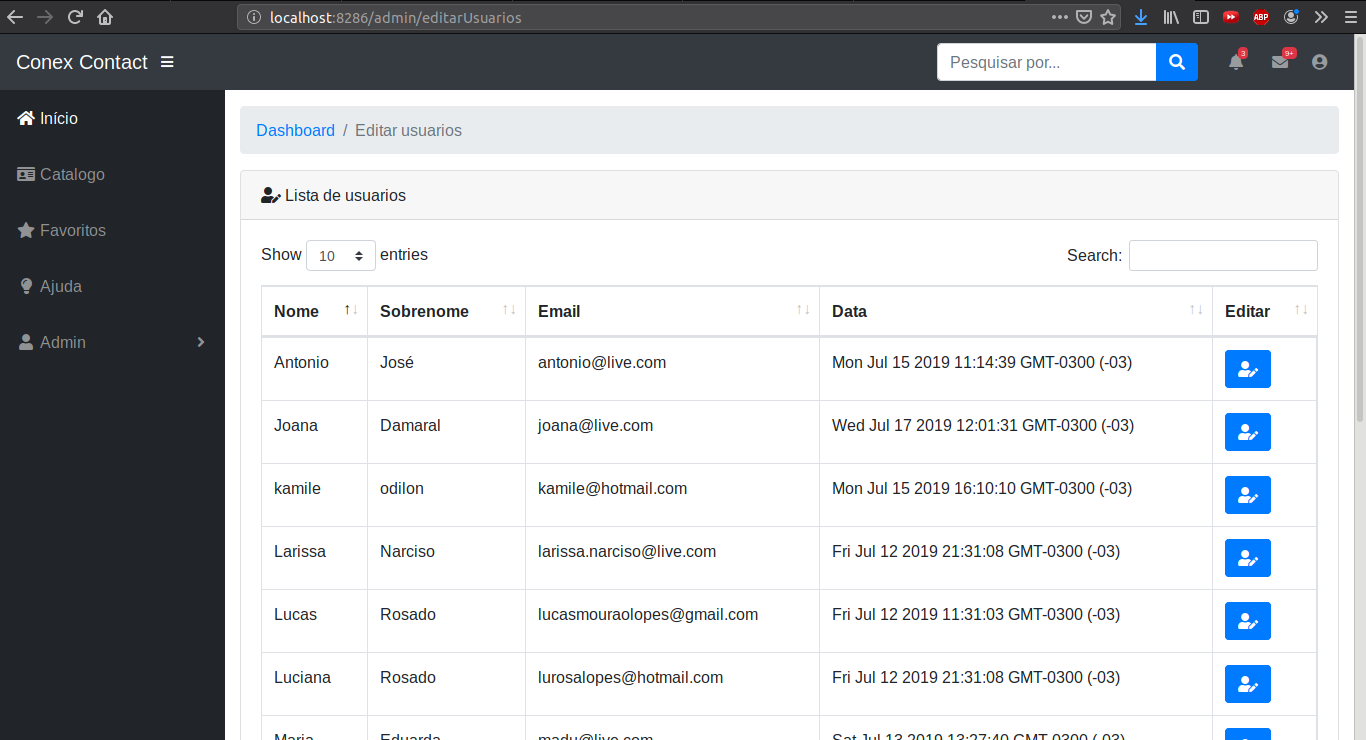 localhost:8286/admin/editarUsuarios
ABP
Conex Contact
Pesquisar por...
3
9+
Início
Catalogo
Favoritos
Ajuda
Admin
Dashboard / Editar usuarios
Lista de usuarios
Show 10 entries
Search:
Nome Sobrenome Email Data Editar
Antonio José antonio@live.com Mon Jul 15 2019 11:14:39 GMT-0300 (-03)
Joana Damaral joana@live.com Wed Jul 17 2019 12:01:31 GMT-0300 (-03)
kamile odilon kamile@hotmail.com Mon Jul 15 2019 16:10:10 GMT-0300 (-03)
Larissa Narciso larissa.narciso@live.com Fri Jul 12 2019 21:31:08 GMT-0300 (-03)
Lucas Rosado lucasmouraolopes@gmail.com Fri Jul 12 2019 11:31:03 GMT-0300 (-03)
Luciana Rosado lurosalopes@hotmail.com Fri Jul 12 2019 21:31:08 GMT-0300 (-03)
Maria Eduarda madu@live.com Sat Jul 13 2019 13:27:40 GMT-0300 (-03)